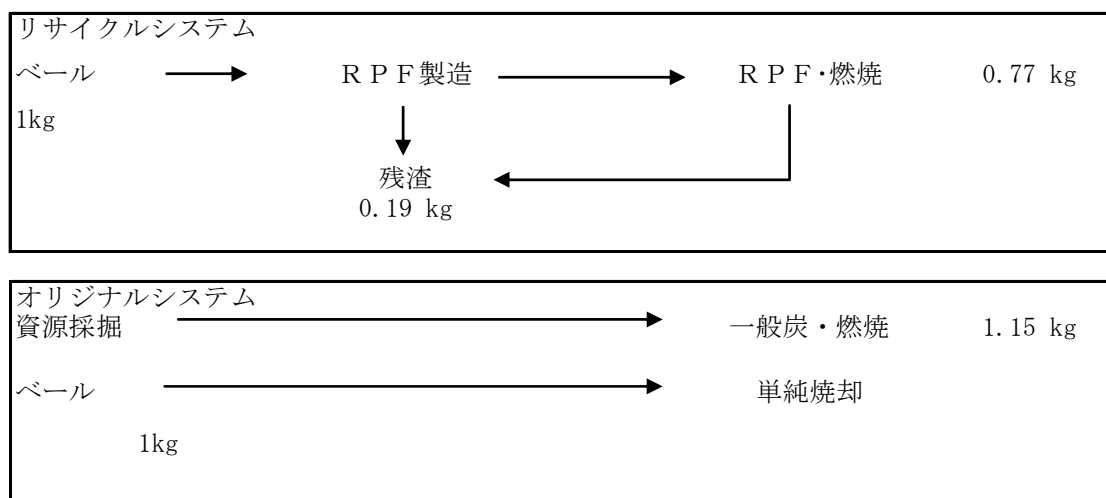 リサイクルシステム
ベール ＲＰＦ製造 ＲＰＦ・燃焼 0.77 kg
1kg
残渣
0.19 kg
オリジナルシステム
資源採掘 一般炭・燃焼 1.15 kg
ベール 単純焼却
1kg